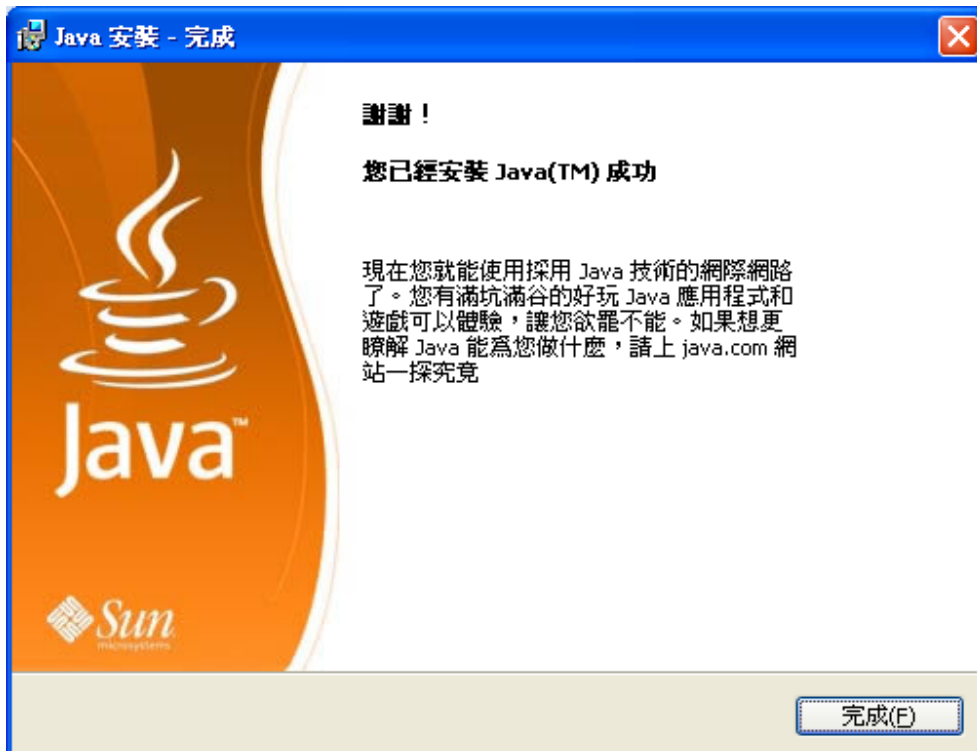 Java 安裝 - 完成
謝謝！
您已經安裝 Java(TM) 成功
現在您就能使用採用 Java 技術的網際網路
了。您有滿坑滿谷的好玩 Java 應用程式和
遊戲可以體驗，讓您欲罷不能。如果想更
瞭解 Java 能為您做什麼，請上 java.com 網
站一探究竟
Java™
Sun
microsystems
完成(F)